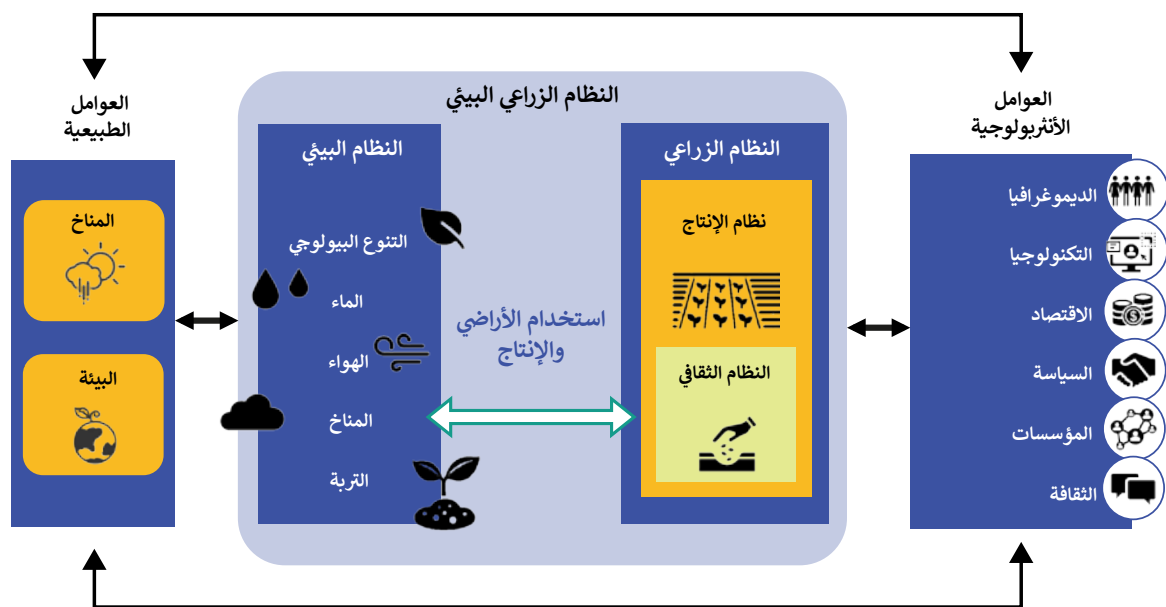 العوامل
الأنثربولوجية
الديموغرافيا
التكنولوجيا
الاقتصاد
السياسة
المؤسسات
الثقافة
النظام الزراعي البيئي
النظام الزراعي
نظام الإنتاج
النظام الثقافي
استخدام الأراضي
والإنتاج
النظام البيئي
التنوع البيولوجي
الماء
الهواء
المناخ
التربة
العوامل
الطبيعية
المناخ
البيئة